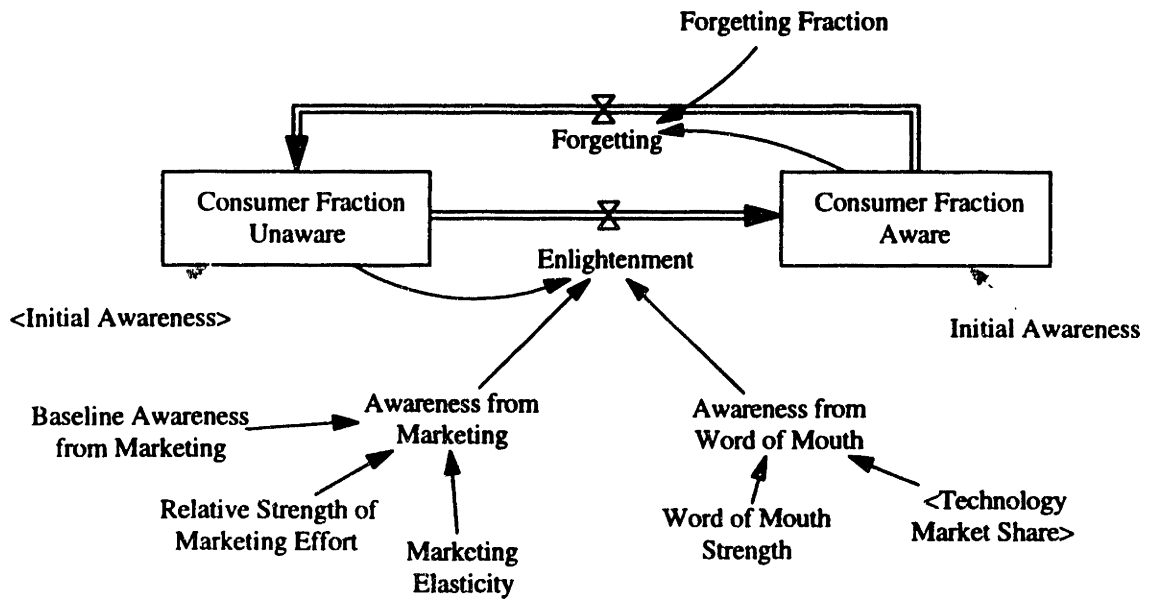 Forgetting Fraction
Forgetting
Consumer Fraction
Unaware
Consumer Fraction
Aware
Enlightenment
<Initial Awareness>
Initial Awareness
Baseline Awareness
from Marketing
Awareness from
Marketing
Awareness from
Word of Mouth
Relative Strength of
Marketing Effort
Marketing
Elasticity
Word of Mouth
Strength
<Technology
Market Share>